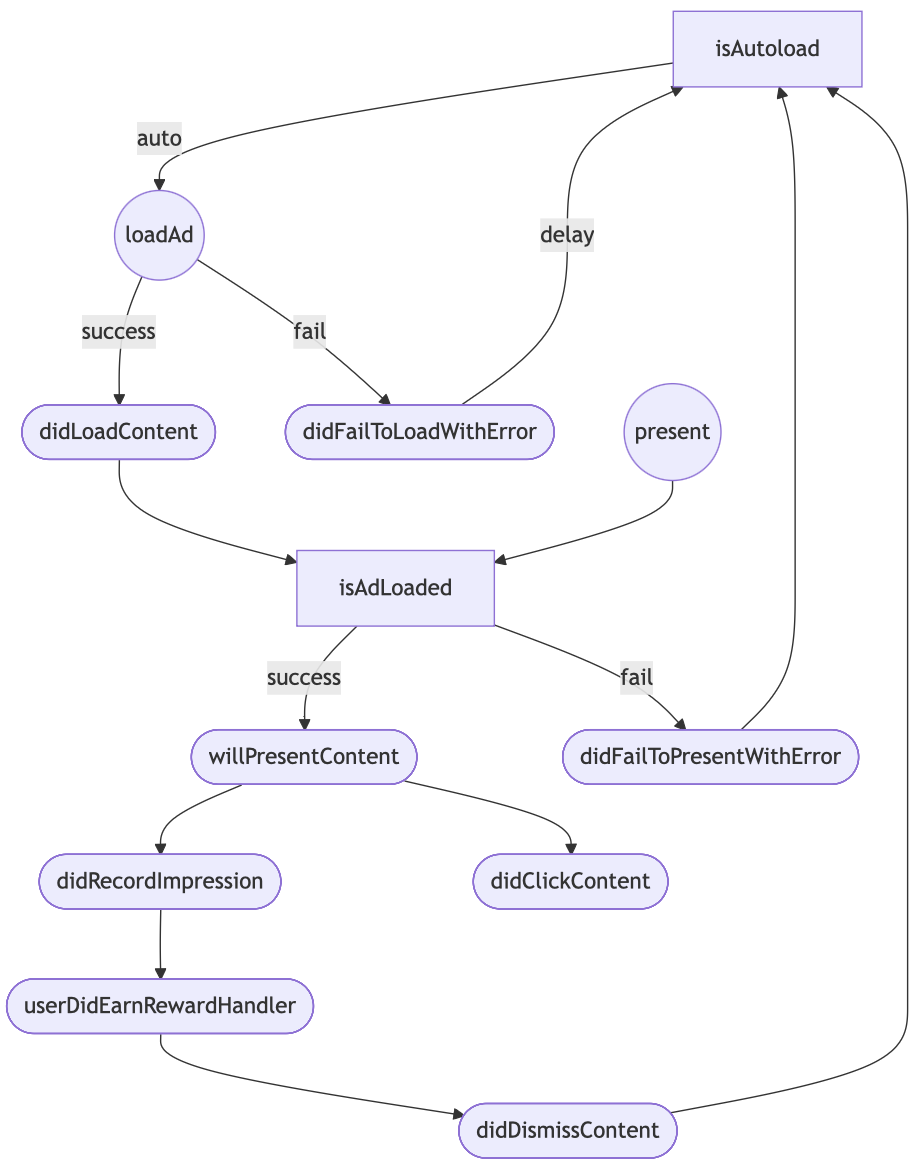 isAutoload
auto
loadAd
delay
success
fail
didLoadContent
didFailToLoadWithError
present
isAdLoaded
success
fail
willPresentContent
didFailToPresentWithError
didRecordImpression
didClickContent
userDidEarnRewardHandler
didDismissContent